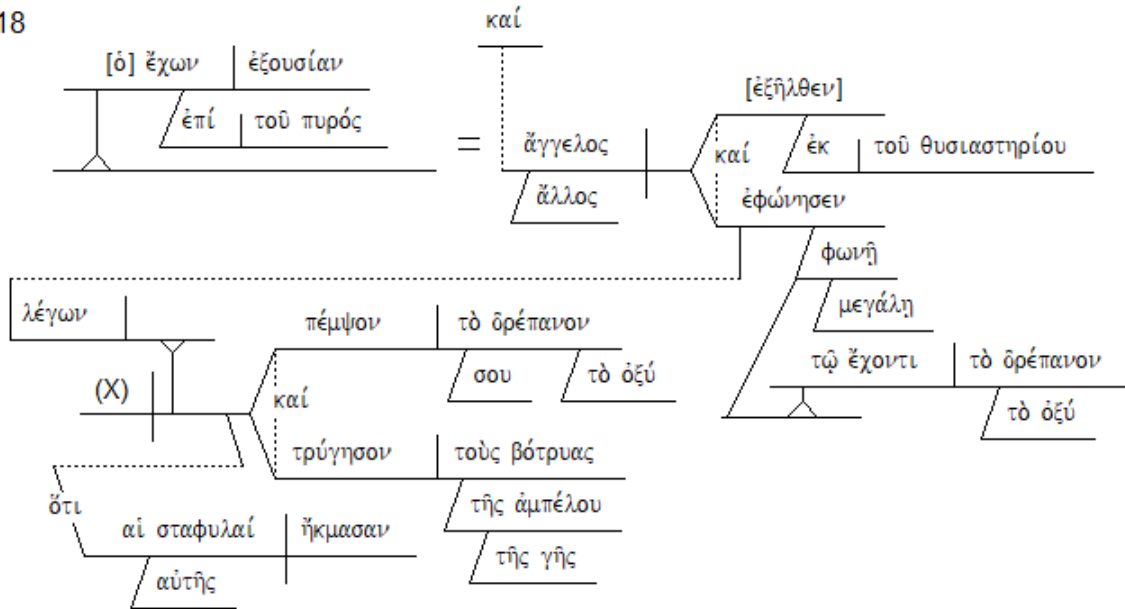 18
καί
[ὁ] ἔχων ἐξουσίαν
[ἐξῆλθεν]
ἐπί τοῦ πυρός
=
ἄγγελος
καί
ἐκ τοῦ θυσιαστηρίου
ἄλλος
ἐφώνησεν
φωνῇ
λέγων
πέμψον τὸ δρέπανον
μεγάλῃ
σου τὸ ὀξύ
τῷ ἔχοντι τὸ δρέπανον
(X)
καί
τὸ ὀξύ
τρύγησον τοὺς βότρυας
ὅτι
τῆς ἀμπέλου
αἱ σταφυλαί ἤκμασαν
τῆς γῆς
αὐτῆς